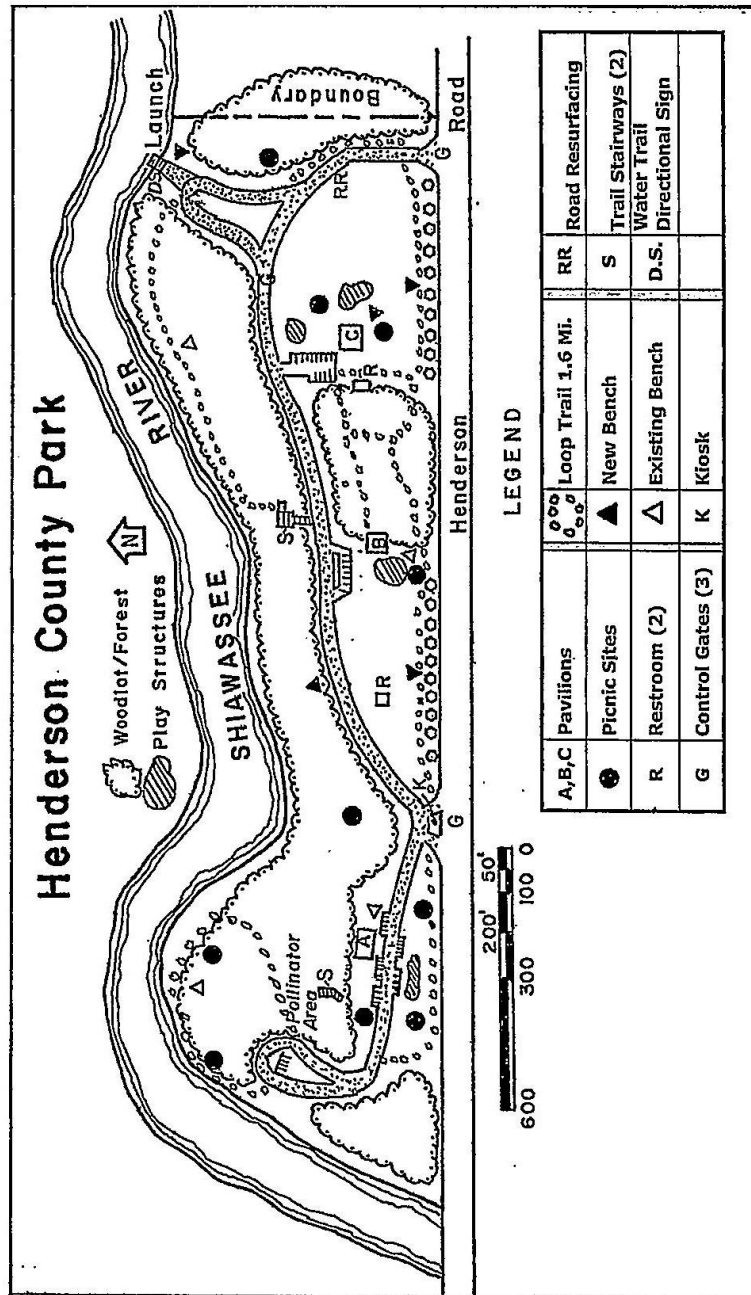 Henderson County Park
Woodlot/Forest
Play Structures
N
SHIAWASSEE
RIVER
D.S.
Launch
Boundary
RR
G
G
C
R
S
B
R
K
G
Pollinator
Area
S
A
Henderson
Road
600
300
200'
100
50'
0
LEGEND
A,B,C Pavilions
Loop Trail 1.6 Mi.
RR Road Resurfacing
Picnic Sites
New Bench
S Trail Stairways (2)
R Restroom (2)
Existing Bench
D.S. Water Trail
Directional Sign
G Control Gates (3)
K Kiosk